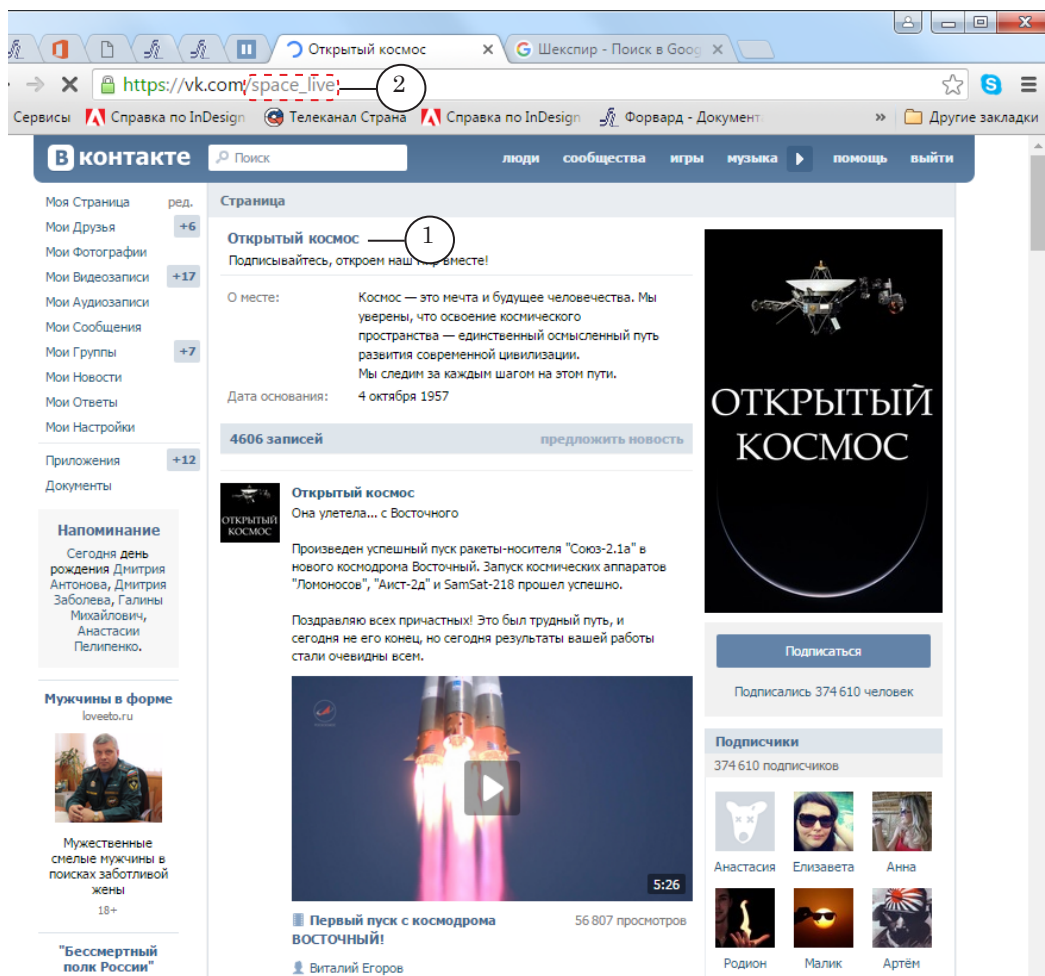 Открытый космос
Шекспир - Поиск в Goog
https://vk.com/space_live
2
Сервисы
Справка по InDesign
Телеканал Страна
Справка по InDesign
Форвард - Документ
»
Другие закладки
В контакте
Поиск
люди сообщества игры музыка помощь выйти
Моя Страница ред.
Мои Друзья +6
Мои Фотографии
Мои Видеозаписи +17
Мои Аудиозаписи
Мои Сообщения
Мои Группы +7
Мои Новости
Мои Ответы
Мои Настройки
Приложения +12
Документы
Напоминание
Сегодня день
рождения Дмитрия
Антонова, Дмитрия
Заболева, Галины
Михайлович,
Анастасии
Пелипенко.
Мужчины в форме
loveeto.ru
Мужественные
смелые мужчины в
поисках заботливой
жены
18+
"Бессмертный
полк России"
Страница
Открытый космос
1
Подписывайтесь, откроем наш мир вместе!
О месте:
Космос — это мечта и будущее человечества. Мы
уверены, что освоение космического
пространства — единственный осмысленный путь
развития современной цивилизации.
Мы следим за каждым шагом на этом пути.
Дата основания: 4 октября 1957
4606 записей предложить новость
ОТКРЫТЫЙ
КОСМОС
Открытый космос
Она улетела... с Восточного
Произведен успешный пуск ракеты-носителя "Союз-2.1а" в
нового космодрома Восточный. Запуск космических аппаратов
"Ломоносов", "Аист-2д" и SamSat-218 прошел успешно.
Поздравляю всех причастных! Это был трудный путь, и
сегодня не его конец, но сегодня результаты вашей работы
стали очевидны всем.
5:26
Первый пуск с космодрома
ВОСТОЧНЫЙ!
56 807 просмотров
Виталий Егоров
ОТКРЫТЫЙ
КОСМОС
Подписаться
Подписались 374 610 человек
Подписчики
374 610 подписчиков
Анастасия Елизавета Анна
Родион Малик Артём